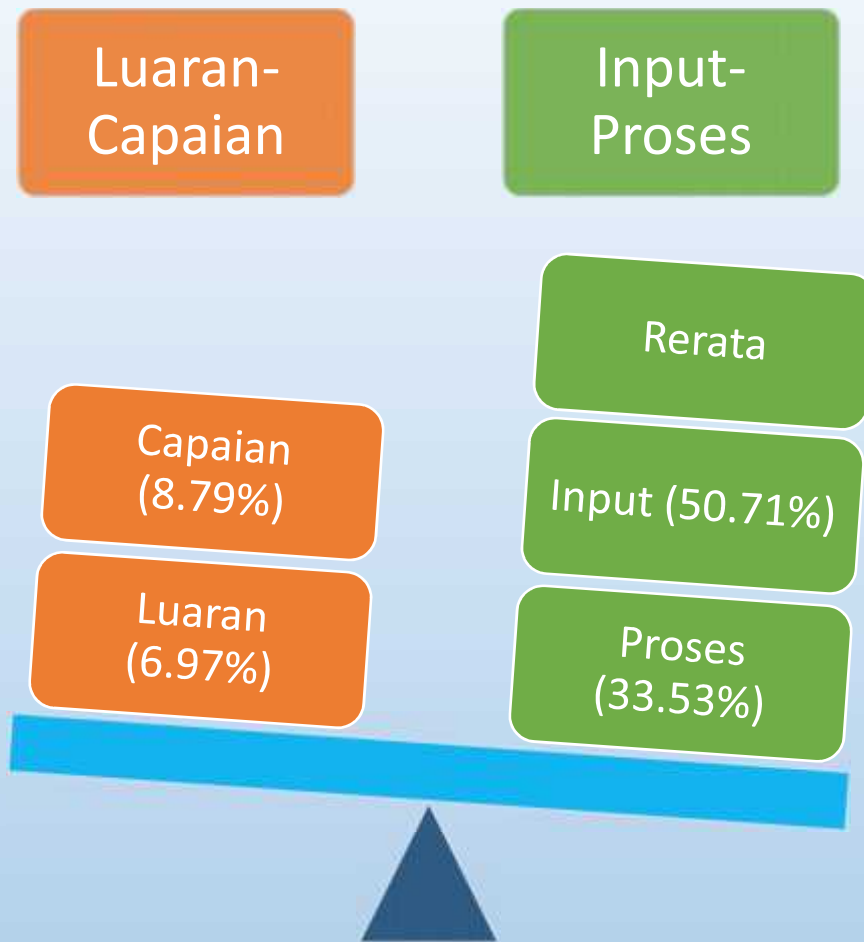 Luaran-
Capaian
Input-
Proses
Rerata
Capaian
(8.79%)
Input (50.71%)
Luaran
(6.97%)
Proses
(33.53%)